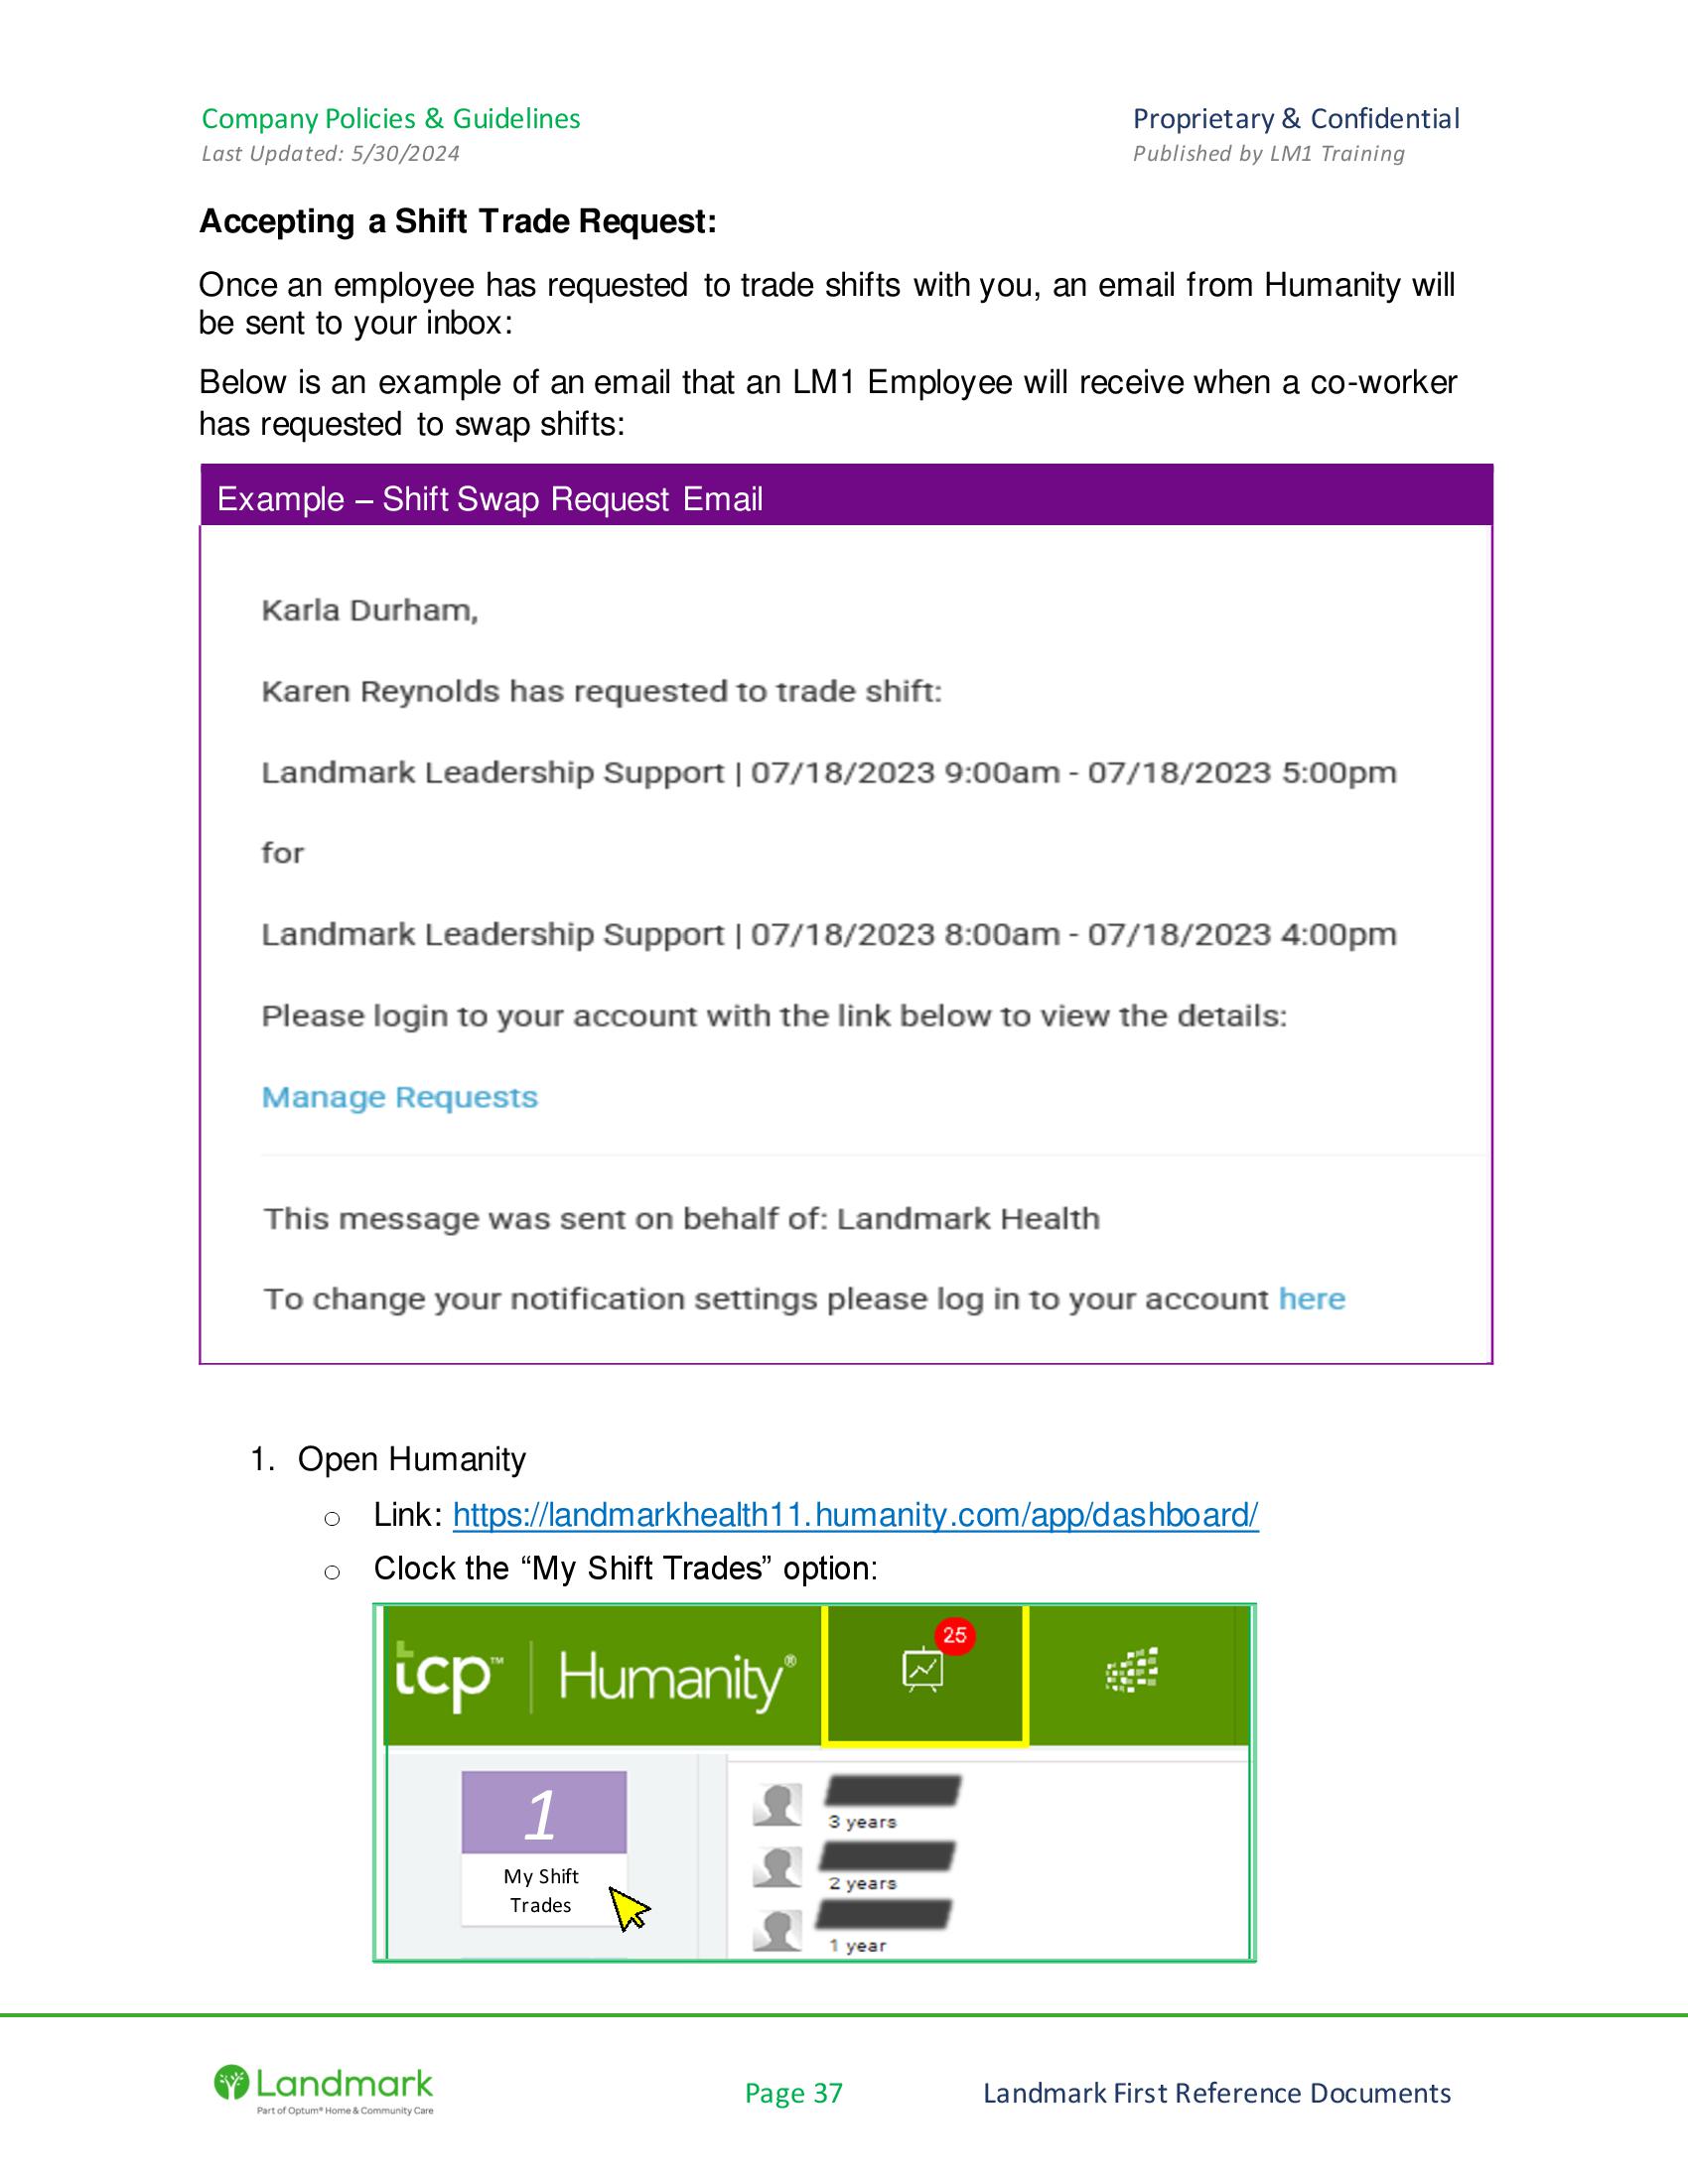 Company Policies & Guidelines
Proprietary & Confidential
Last Updated: 5/30/2024
Published by LM1 Training
Accepting a Shift Trade Request:
Once an employee has requested to trade shifts with you, an email from Humanity will
be sent to your inbox:
Below is an example of an email that an LM1 Employee will receive when a co-worker
has requested to swap shifts:
Example – Shift Swap Request Email
Karla Durham,
Karen Reynolds has requested to trade shift:
Landmark Leadership Support | 07/18/2023 9:00am - 07/18/2023 5:00pm
for
Landmark Leadership Support | 07/18/2023 8:00am - 07/18/2023 4:00pm
Please login to your account with the link below to view the details:
Manage Requests
This message was sent on behalf of: Landmark Health
To change your notification settings please log in to your account here
1. Open Humanity
○ Link: https://landmarkhealth11.humanity.com/app/dashboard/
○ Clock the “My Shift Trades” option:
tcp™ | Humanity®
25
1
My Shift
Trades
3 years
2 years
1 year
Landmark
Part of Optum® Home & Community Care
Page 37
Landmark First Reference Documents